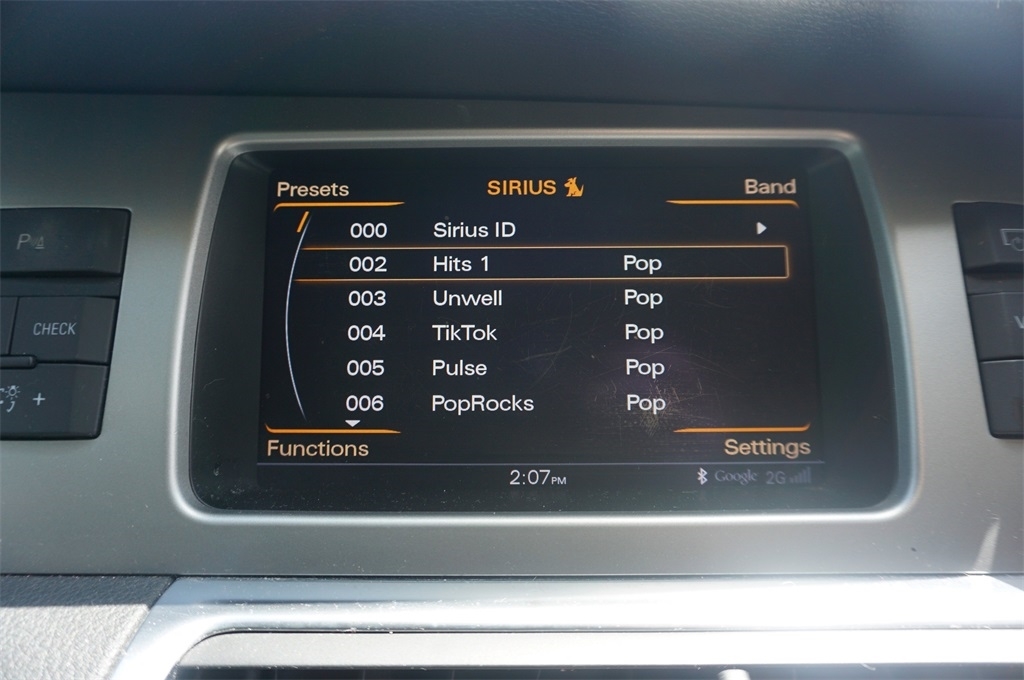 Presets SIRIUS Band
000 Sirius ID
002 Hits 1 Pop
003 Unwell Pop
004 TikTok Pop
005 Pulse Pop
006 PopRocks Pop
Functions Settings
2:07PM Google 2G
P
CHECK
+